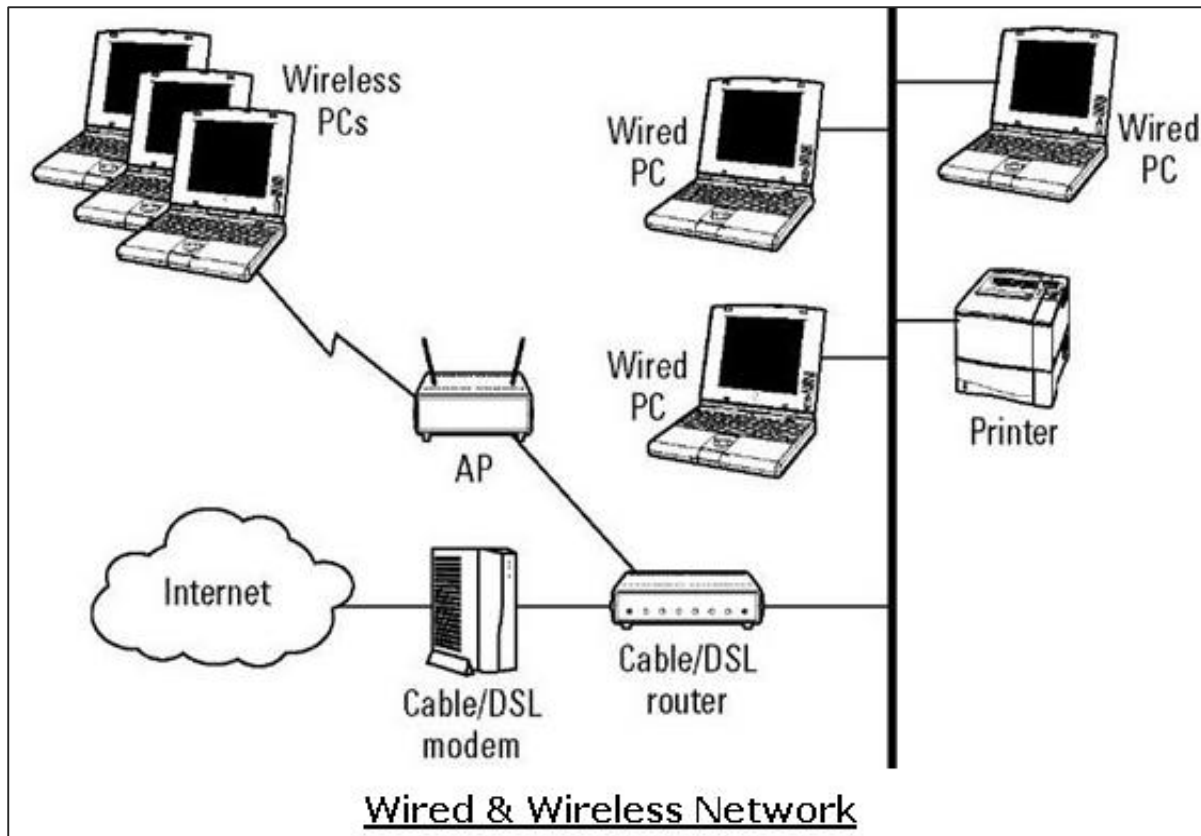 Wireless
PCs
Wired
PC
Wired
PC
Wired
PC
Printer
AP
Internet
Cable/DSL
router
Cable/DSL
modem
Wired & Wireless Network